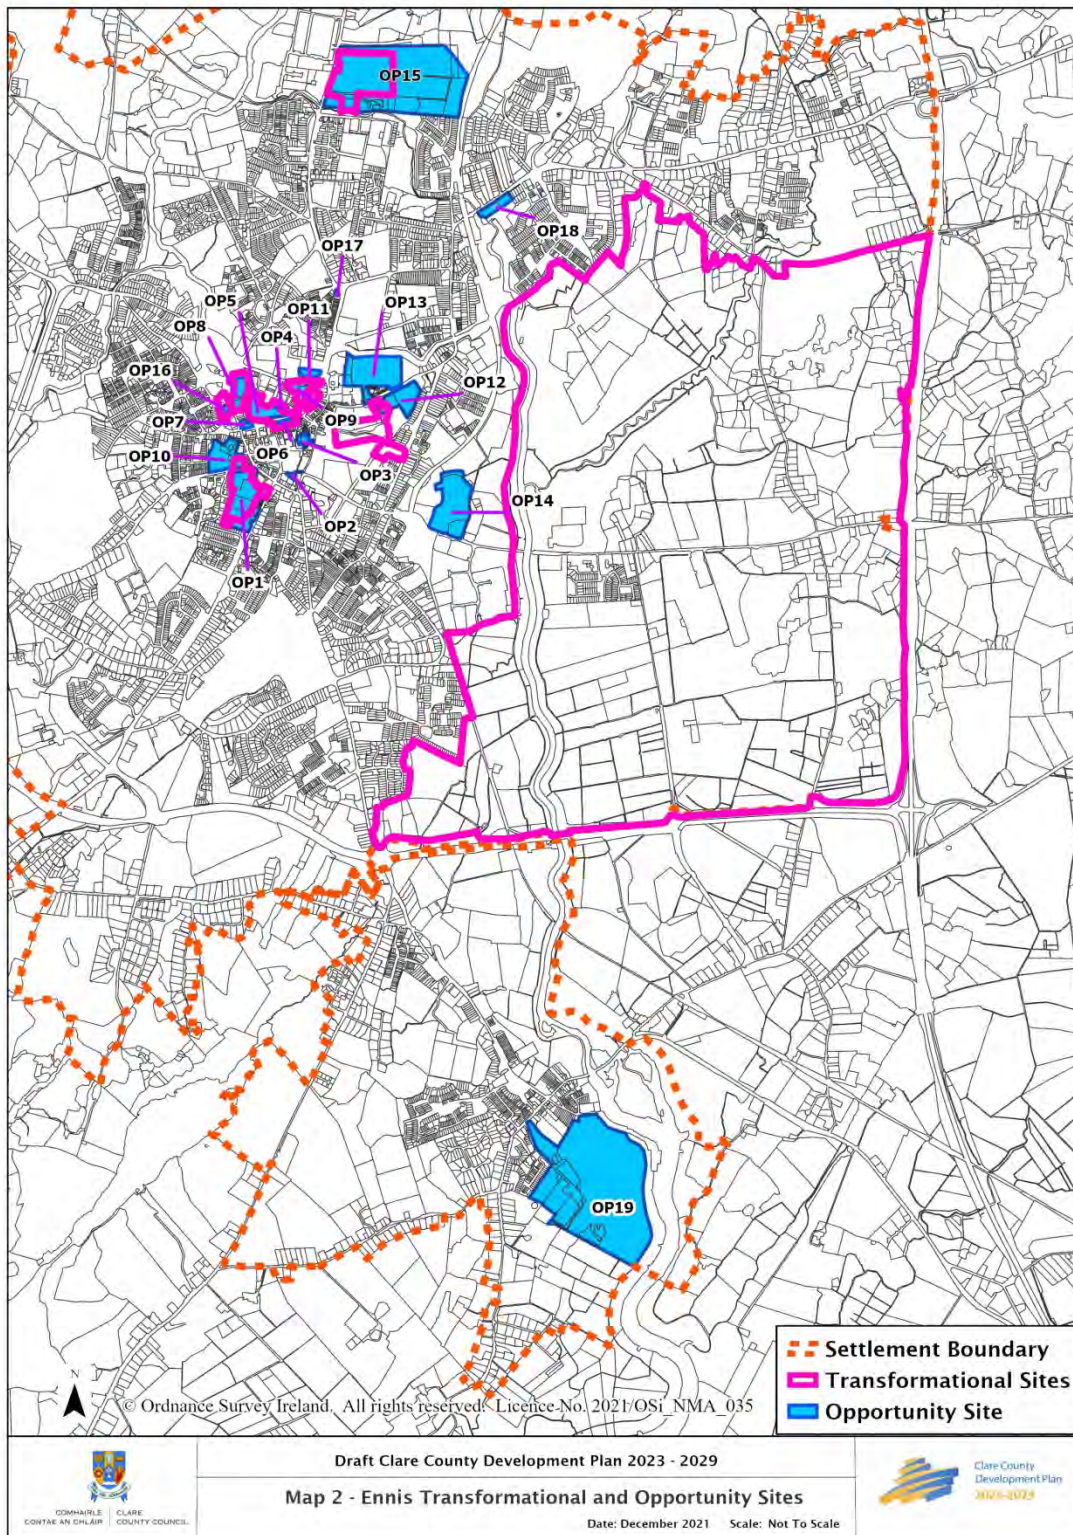 OP15
OP18
OP17
OP5
OP11
OP13
OP8
OP4
OP16
OP12
OP7
OP9
OP10
OP6
OP3
OP14
OP2
OP1
OP19
Settlement Boundary
Transformational Sites
Opportunity Site
N
© Ordnance Survey Ireland. All rights reserved. Licence No. 2021/OSi_NMA_035
Draft Clare County Development Plan 2023 - 2029
Map 2 - Ennis Transformational and Opportunity Sites
Date: December 2021 Scale: Not To Scale
COMHAIRLE CONTAE AN CHLÁIR
CLARE COUNTY COUNCIL
Clare County
Development Plan
2023-2029